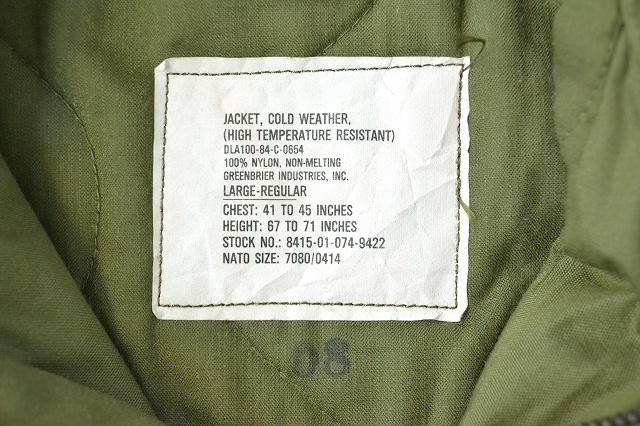 JACKET, COLD WEATHER,
(HIGH TEMPERATURE RESISTANT)
DLA100-84-C-0654
100% NYLON, NON-MELTING
GREENBRIER INDUSTRIES, INC.
LARGE-REGULAR
CHEST: 41 TO 45 INCHES
HEIGHT: 67 TO 71 INCHES
STOCK NO.: 8415-01-074-9422
NATO SIZE: 7080/0414
08